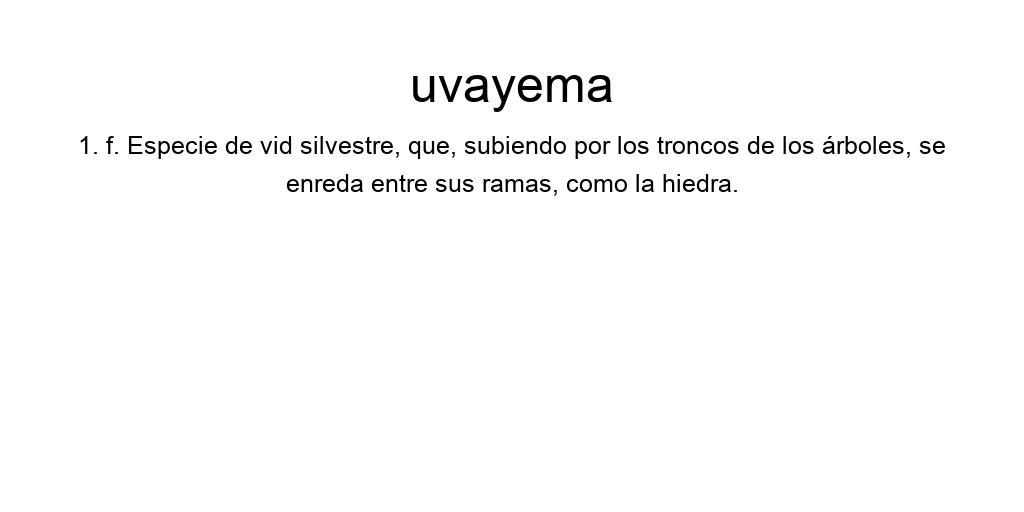 uvayema
1. f. Especie de vid silvestre, que, subiendo por los troncos de los árboles, se
enreda entre sus ramas, como la hiedra.